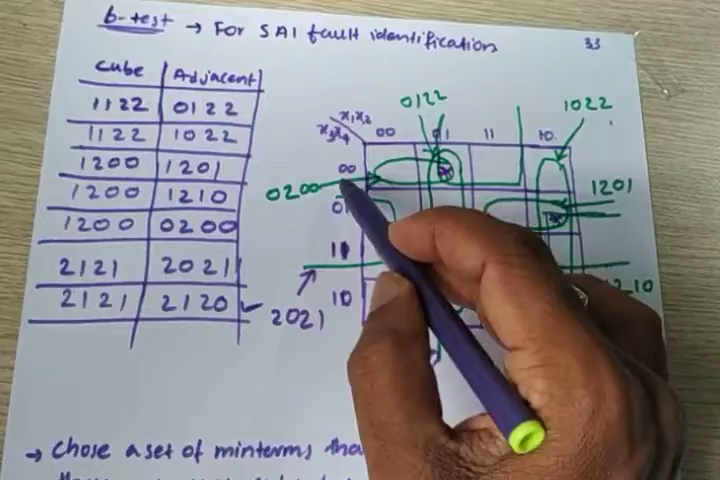 b-test → For SA1 fault identifications 33
Cube Adjacent
1122 0122
1122 1022
1200 1201
1200 1210
1200 0200
2121 2021
2121 2120
0122 1022
x1x2
x3x4
00 01 11 10
00
0200
01 1201
11
10
2021
→ Chose a set of minterms